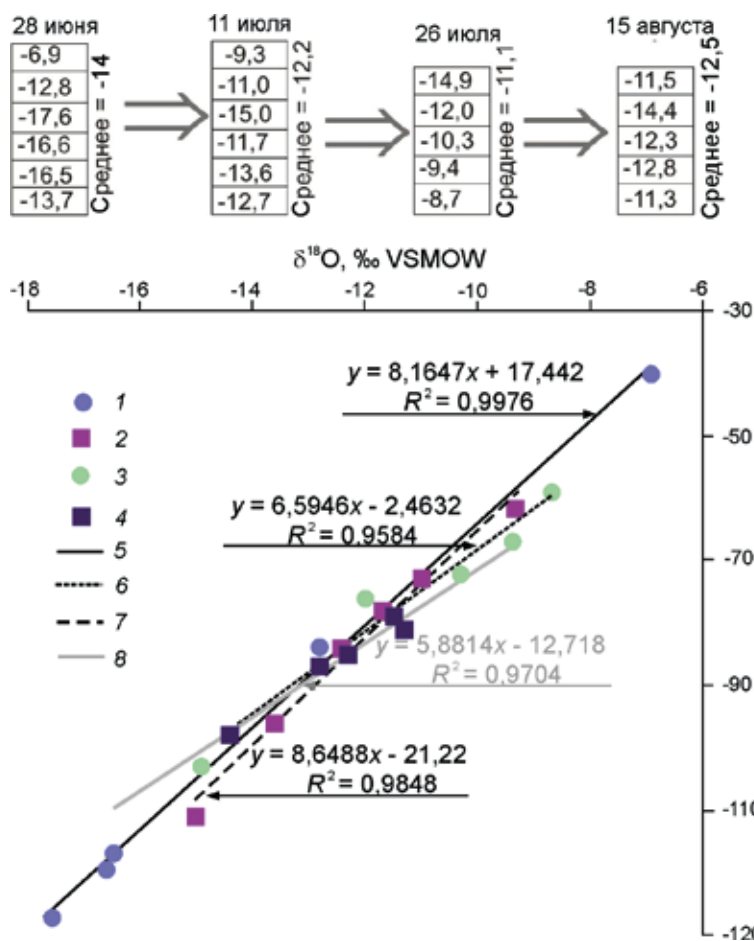 28 июня
-6,9
-12,8
-17,6
-16,6
-16,5
-13,7
Среднее = -14
11 июля
-9,3
-11,0
-15,0
-11,7
-13,6
-12,7
Среднее = -12,2
26 июля
-14,9
-12,0
-10,3
-9,4
-8,7
Среднее = -11,1
15 августа
-11,5
-14,4
-12,3
-12,8
-11,3
Среднее = -12,5
δ¹⁸O, ‰ VSMOW
-18 -16 -14 -12 -10 -8 -6
-30
-50
-70
-90
-110
1
2
3
4
5
6
7
8
y = 8,1647x + 17,442
R² = 0,9976
y = 6,5946x - 2,4632
R² = 0,9584
y = 5,8814x - 12,718
R² = 0,9704
y = 8,6488x - 21,22
R² = 0,9848